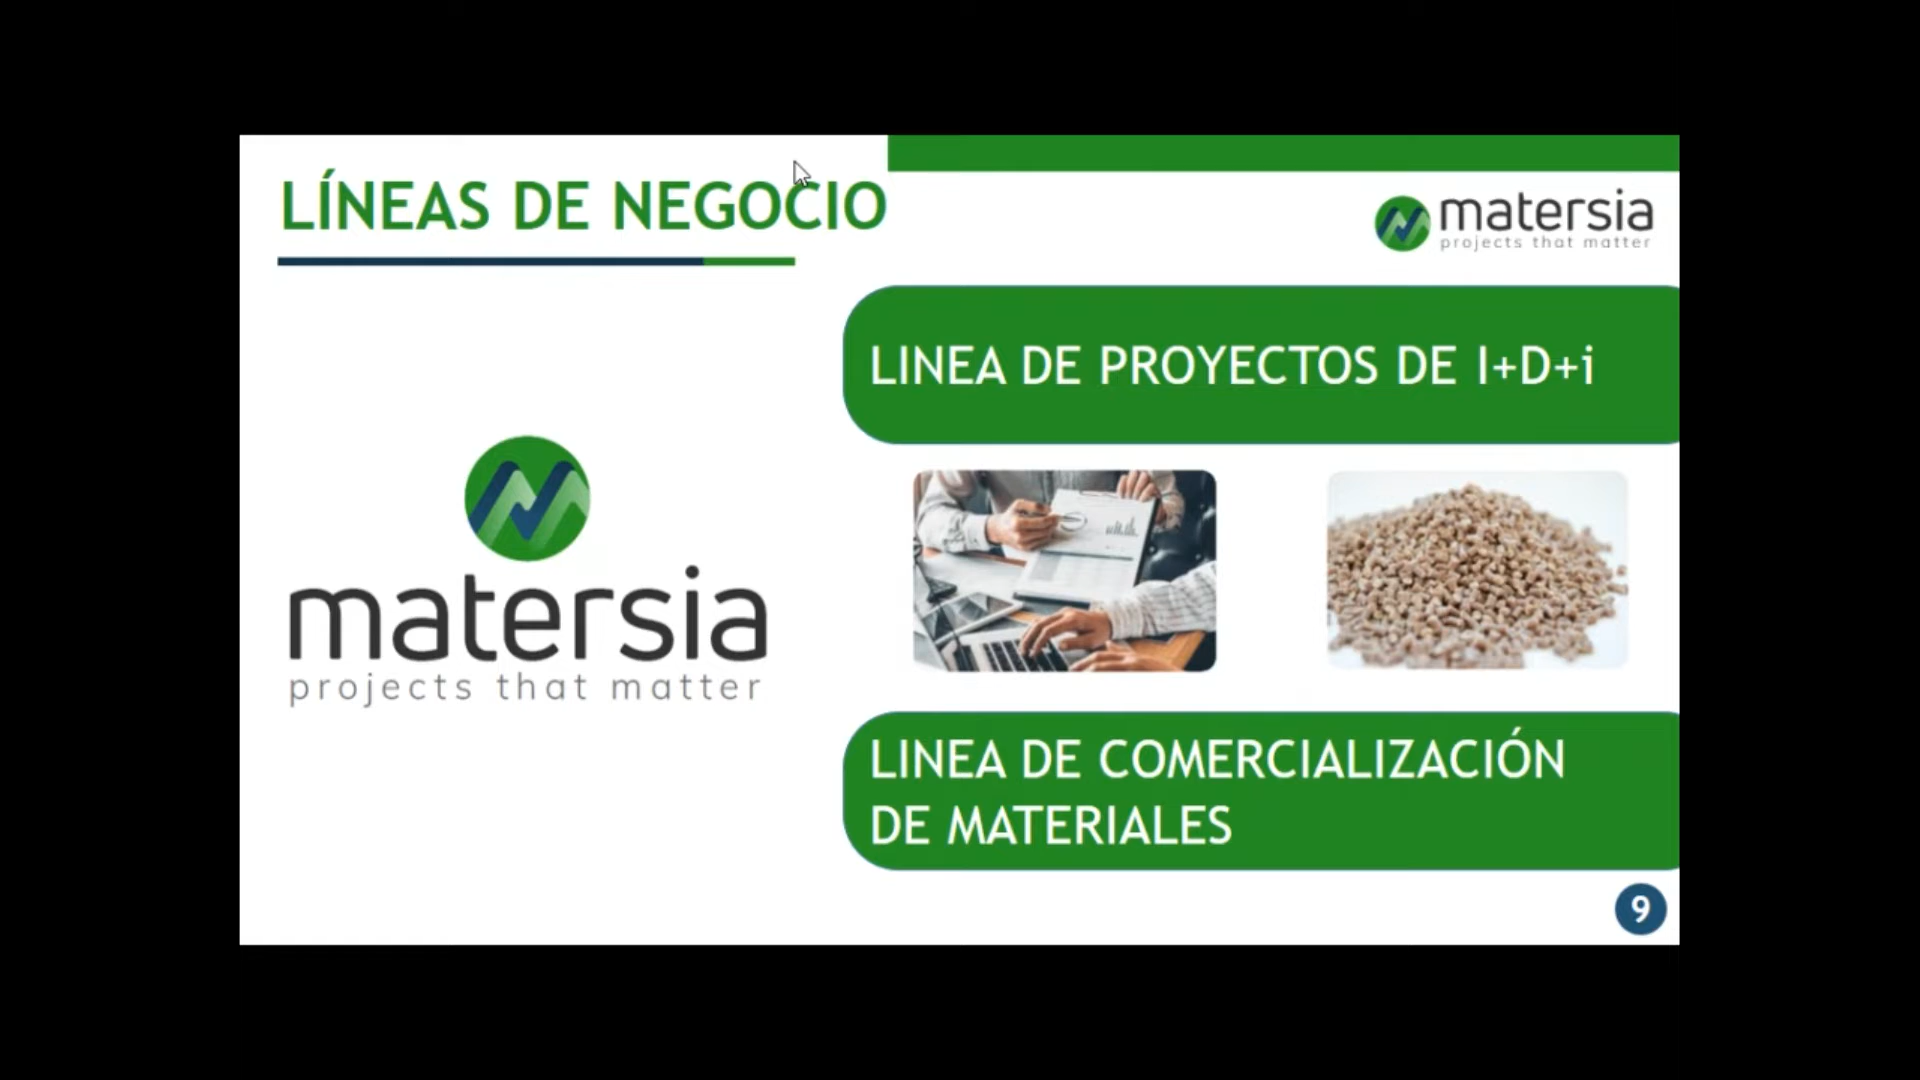 LÍNEAS DE NEGOCIO
matersia
projects that matter
LINEA DE PROYECTOS DE I+D+i
matersia
projects that matter
LINEA DE COMERCIALIZACIÓN
DE MATERIALES
9